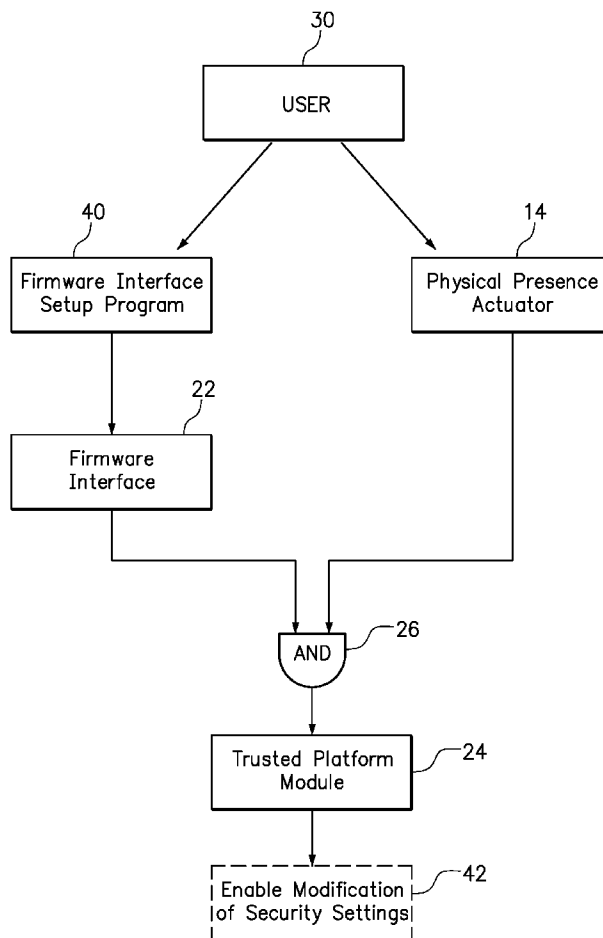 30
USER
40
14
Firmware Interface
Setup Program
Physical Presence
Actuator
22
Firmware
Interface
26
AND
24
Trusted Platform
Module
42
Enable Modification
of Security Settings